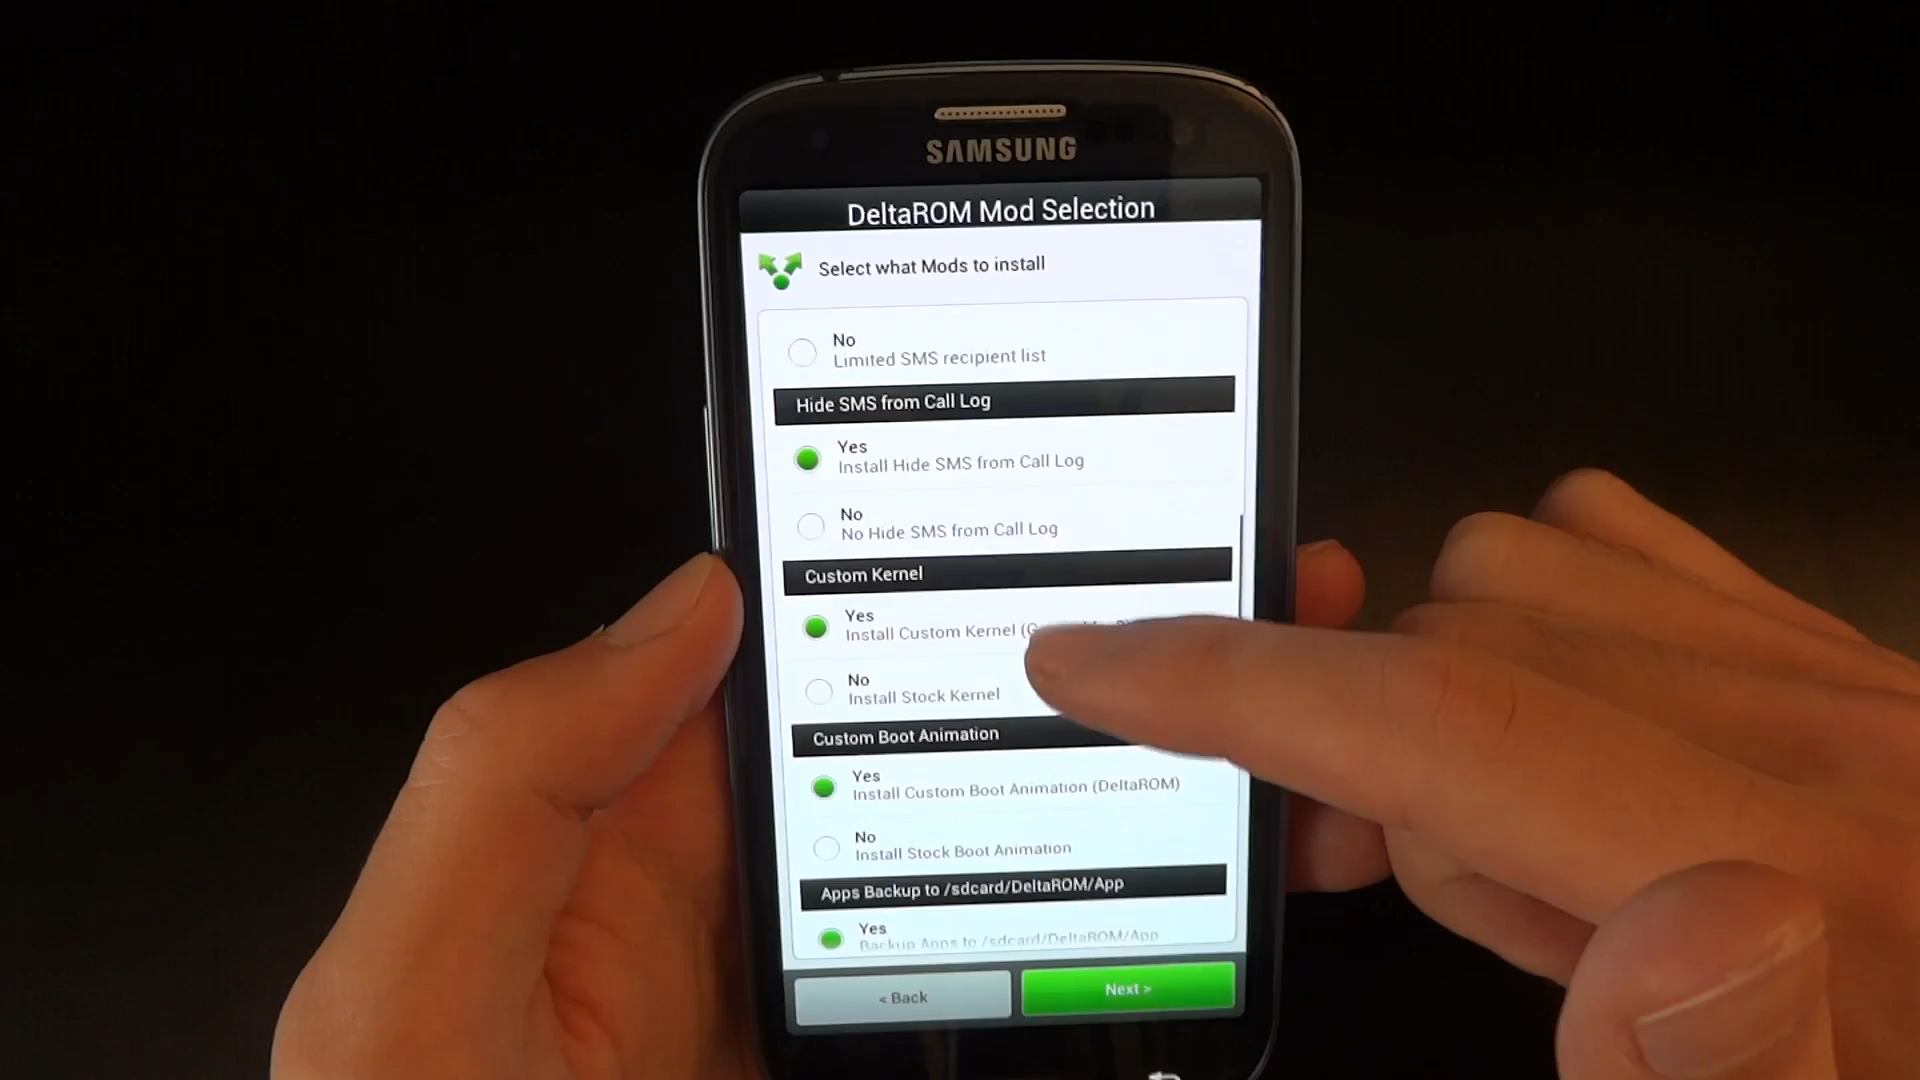 SAMSUNG
DeltaROM Mod Selection
Select what Mods to install
No
Limited SMS recipient list
Hide SMS from Call Log
Yes
Install Hide SMS from Call Log
No
No Hide SMS from Call Log
Custom Kernel
Yes
Install Custom Kernel
No
Install Stock Kernel
Custom Boot Animation
Yes
Install Custom Boot Animation (DeltaROM)
No
Install Stock Boot Animation
Apps Backup to /sdcard/DeltaROM/App
Yes
Backup Apps to /sdcard/DeltaROM/App
< Back
Next >